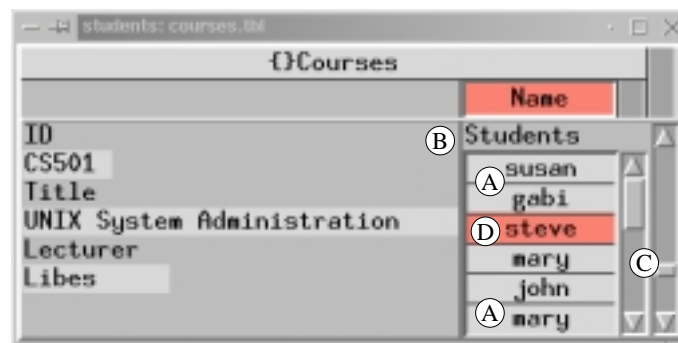 students: courses.tbl
{}Courses
Name
ID
B Students
CS501
A susan
Title
gabi
UNIX System Administration
D steve
Lecturer
mary
C
Libes
john
A mary